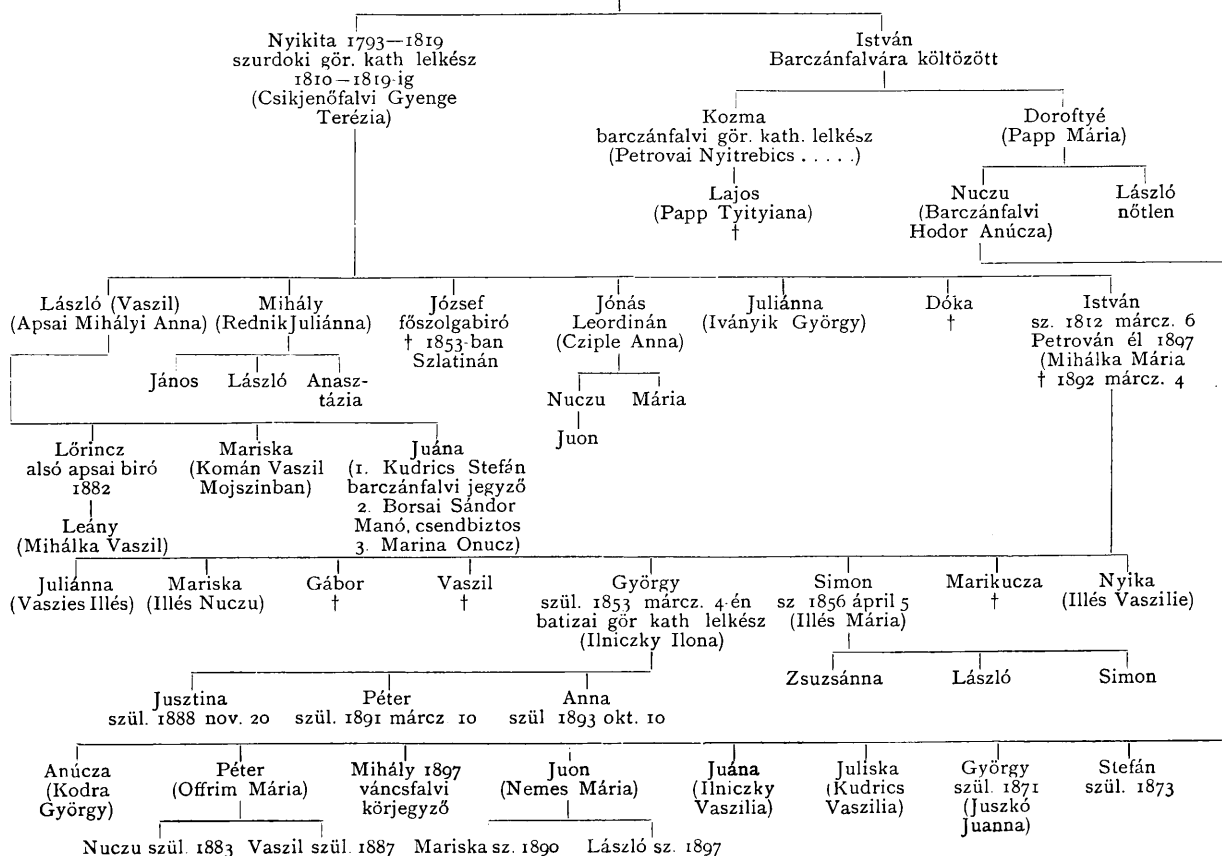 Nyikita 1793—1819
szurdoki gör. kath lelkész
1810—1819-ig
(Csikjenőfalvi Gyenge
Terézia)
István
Barczánfalvára költözött
Kozma
barczánfalvi gör. kath. lelkész
(Petrovai Nyitrebics . . . . .)
Doroftyé
(Papp Mária)
Lajos
(Papp Tyityiana)
†
Nuczu
(Barczánfalvi
Hodor Anúcza)
László
nőtlen
László (Vaszil)
(Apsai Mihályi Anna)
Mihály
(Rednik Juliánna)
József
főszolgabiró
† 1853-ban
Szlatinán
Jónás
Leordinán
(Cziple Anna)
Juliánna
(Iványik György)
Dóka
†
István
sz. 1812 márcz. 6
Petrován él 1897
(Mihálka Mária
† 1892 márcz. 4
János
László
Anasz-
tázia
Nuczu
Mária
Juon
Lőrincz
alsó apsai biró
1882
Mariska
(Komán Vaszil
Mojszinban)
Juána
(1. Kudrics Stefán
barczánfalvi jegyző
2. Borsai Sándor
Manó, csendbiztos
3. Marina Onucz)
Leány
(Mihálka Vaszil)
Juliánna
(Vaszies Illés)
Mariska
(Illés Nuczu)
Gábor
†
Vaszil
†
György
szül. 1853 márcz. 4-én
batizai gör kath lelkész
(Ilniczky Ilona)
Simon
sz 1856 ápril 5
(Illés Mária)
Marikucza
†
Nyika
(Illés Vaszilie)
Zsuzsánna
László
Simon
Jusztina
szül. 1888 nov. 20
Péter
szül. 1891 márcz 10
Anna
szül 1893 okt. 10
Anúcza
(Kodra
György)
Péter
(Offrim Mária)
Mihály 1897
váncsfalvi
körjegyző
Juon
(Nemes Mária)
Juána
(Ilniczky
Vaszilia)
Juliska
(Kudrics
Vaszilia)
György
szül. 1871
(Juszkó
Juanna)
Stefán
szül. 1873
Nuczu szül. 1883
Vaszil szül. 1887
Mariska sz. 1890
László sz. 1897